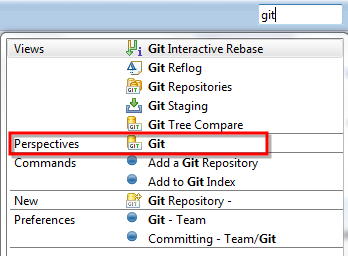 git
Views Git Interactive Rebase
Git Reflog
Git Repositories
Git Staging
Git Tree Compare
Perspectives Git
Commands Add a Git Repository
Add to Git Index
New Git Repository -
Preferences Git - Team
Committing - Team/Git